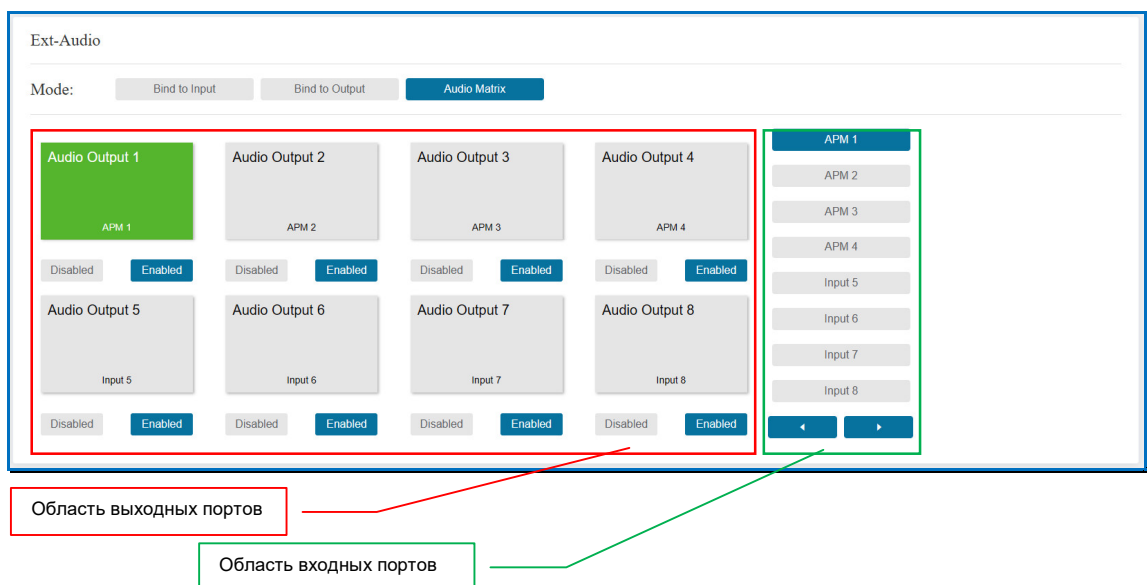 Ext-Audio
Mode: Bind to Input Bind to Output Audio Matrix
Audio Output 1 Audio Output 2 Audio Output 3 Audio Output 4
APM 1 APM 2 APM 3 APM 4
Disabled Enabled Disabled Enabled Disabled Enabled Disabled Enabled
Audio Output 5 Audio Output 6 Audio Output 7 Audio Output 8
Input 5 Input 6 Input 7 Input 8
Disabled Enabled Disabled Enabled Disabled Enabled Disabled Enabled
APM 1
APM 2
APM 3
APM 4
Input 5
Input 6
Input 7
Input 8
Область выходных портов
Область входных портов